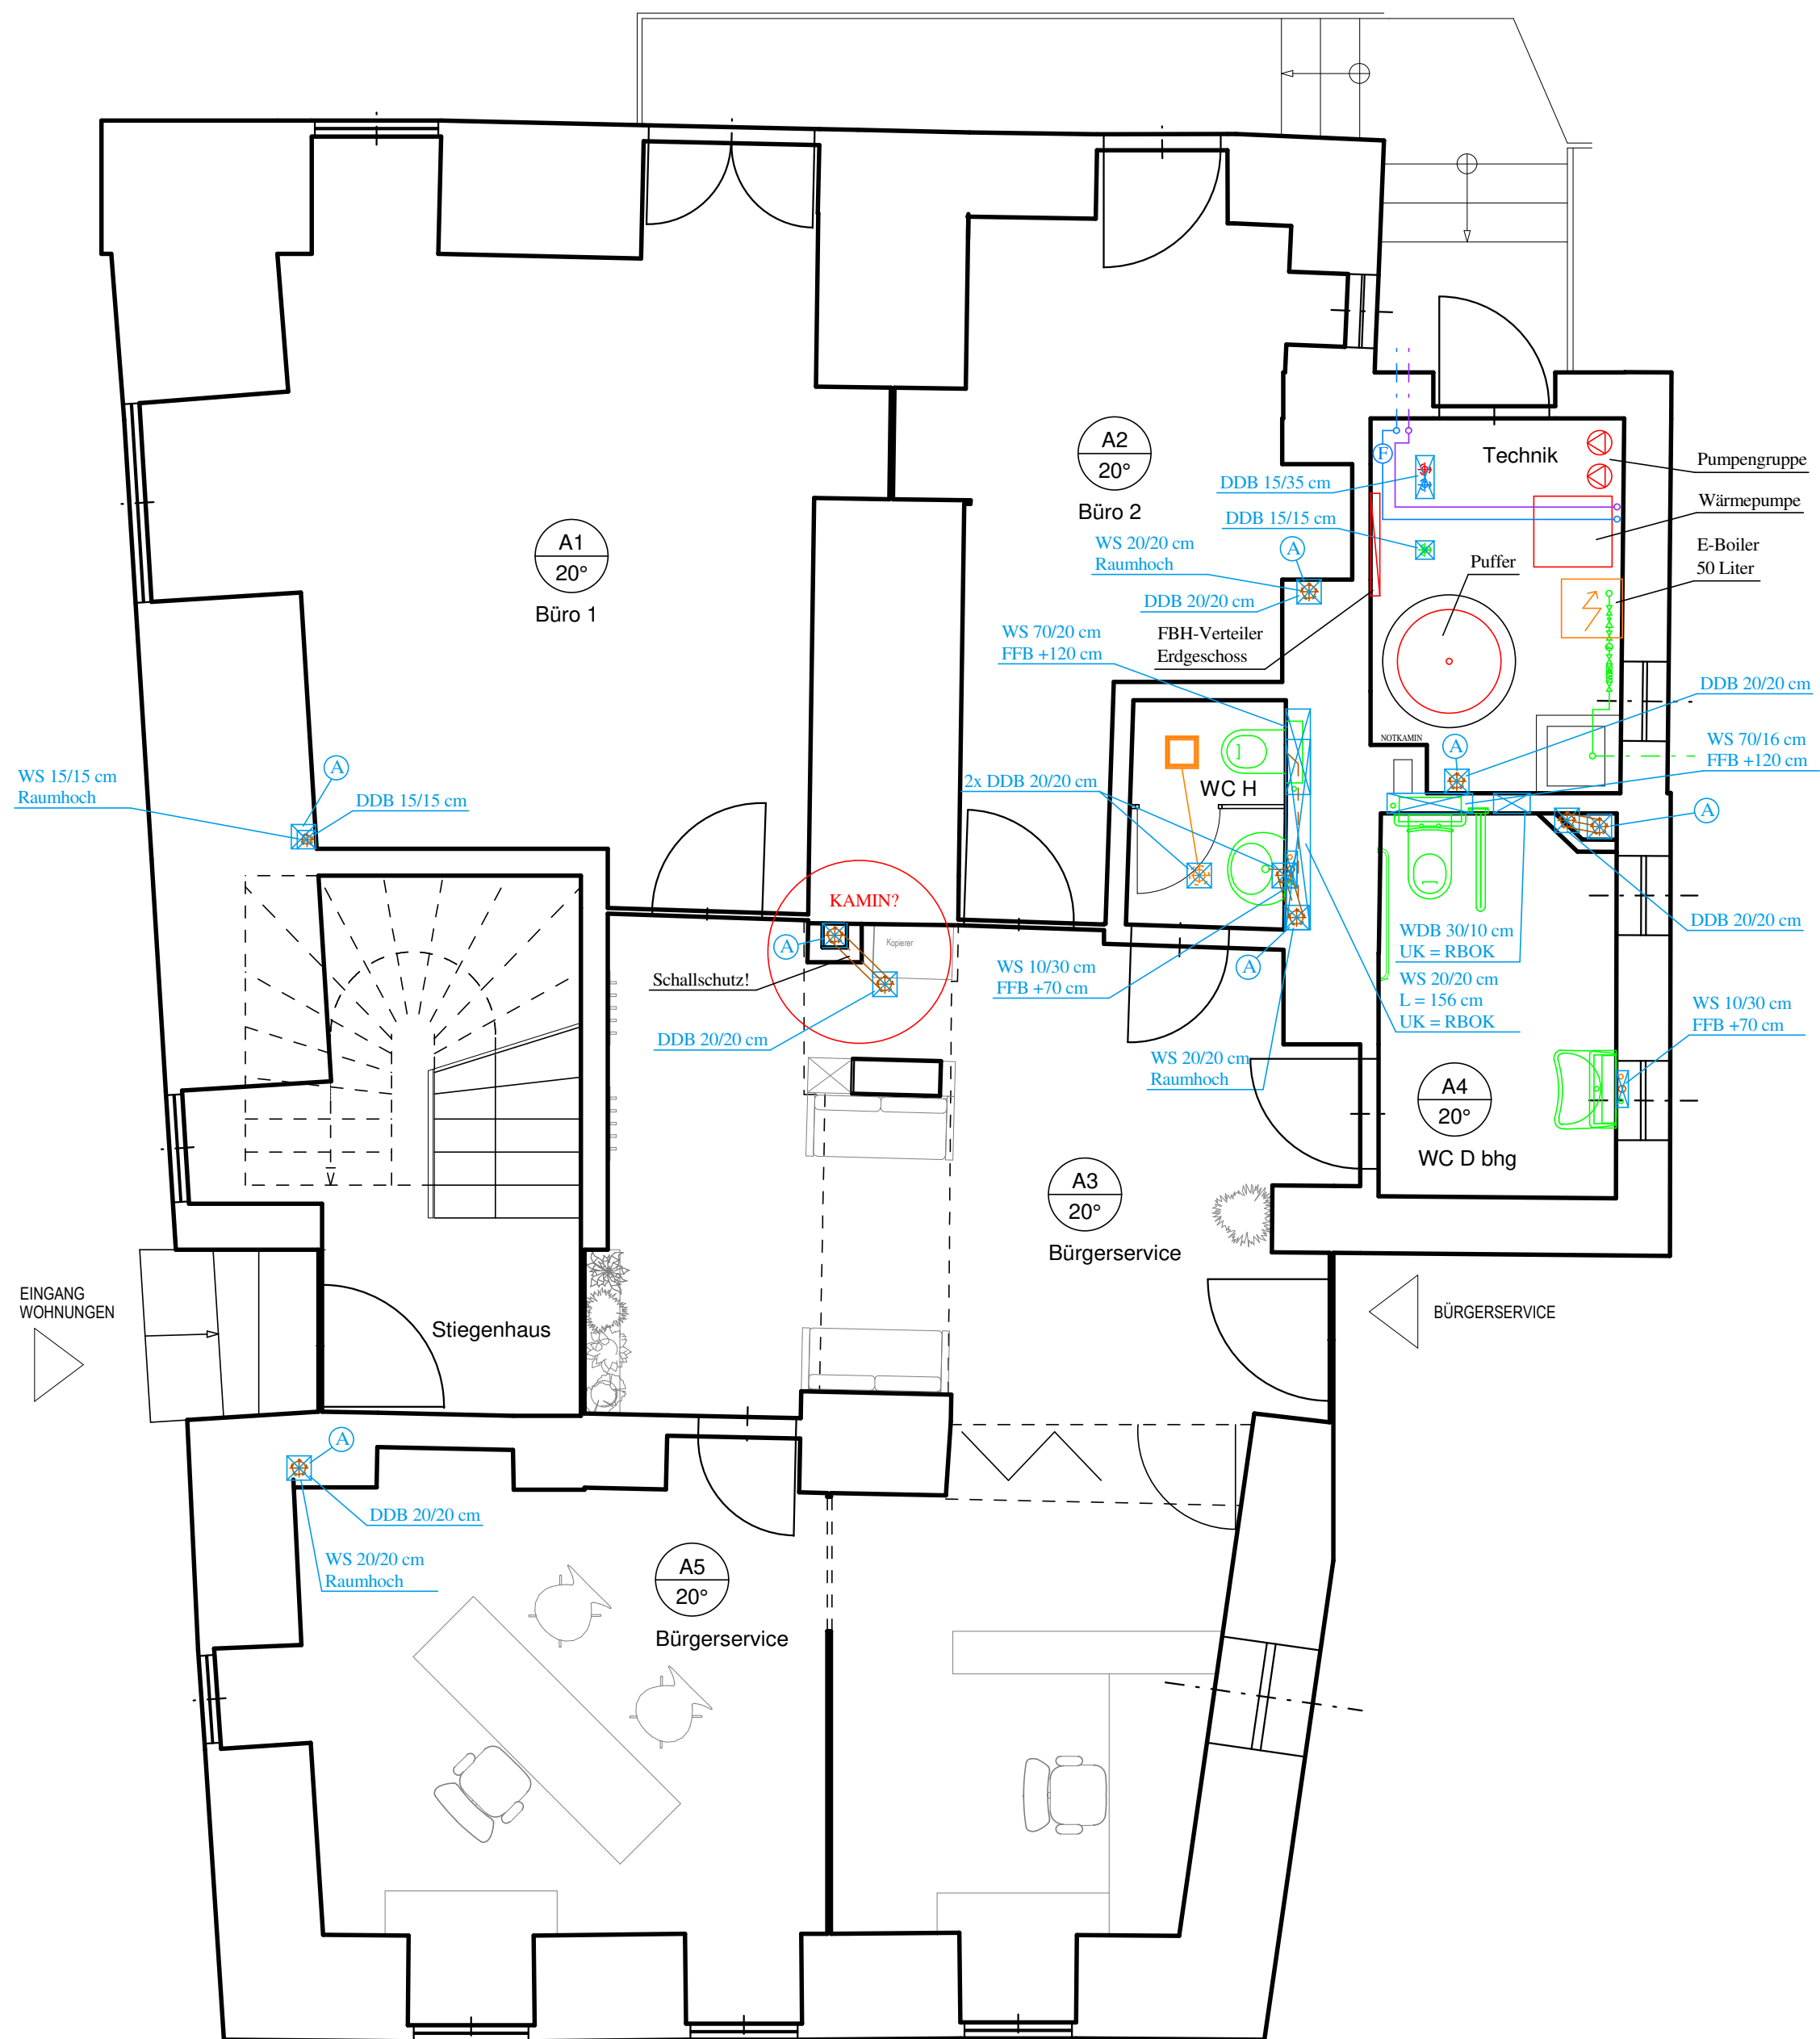 A2
20°
Büro 2
Technik
F
Pumpengruppe
Wärmepumpe
E-Boiler
50 Liter
Puffer
DDB 15/35 cm
DDB 15/15 cm
WS 20/20 cm
Raumhoch
A
DDB 20/20 cm
FBH-Verteiler
Erdgeschoss
A1
20°
Büro 1
WS 70/20 cm
FFB +120 cm
DDB 20/20 cm
NOTKAMIN
A
WS 70/16 cm
FFB +120 cm
WS 15/15 cm
Raumhoch
A
DDB 15/15 cm
2x DDB 20/20 cm
WC H
A
DDB 20/20 cm
KAMIN?
A
Kopierer
Schallschutz!
DDB 20/20 cm
WS 10/30 cm
FFB +70 cm
A
WS 20/20 cm
Raumhoch
WDB 30/10 cm
UK = RBOK
WS 20/20 cm
L = 156 cm
UK = RBOK
WS 10/30 cm
FFB +70 cm
A4
20°
WC D bhg
A3
20°
Bürgerservice
EINGANG
WOHNUNGEN
Stiegenhaus
BÜRGERSERVICE
A
DDB 20/20 cm
WS 20/20 cm
Raumhoch
A5
20°
Bürgerservice